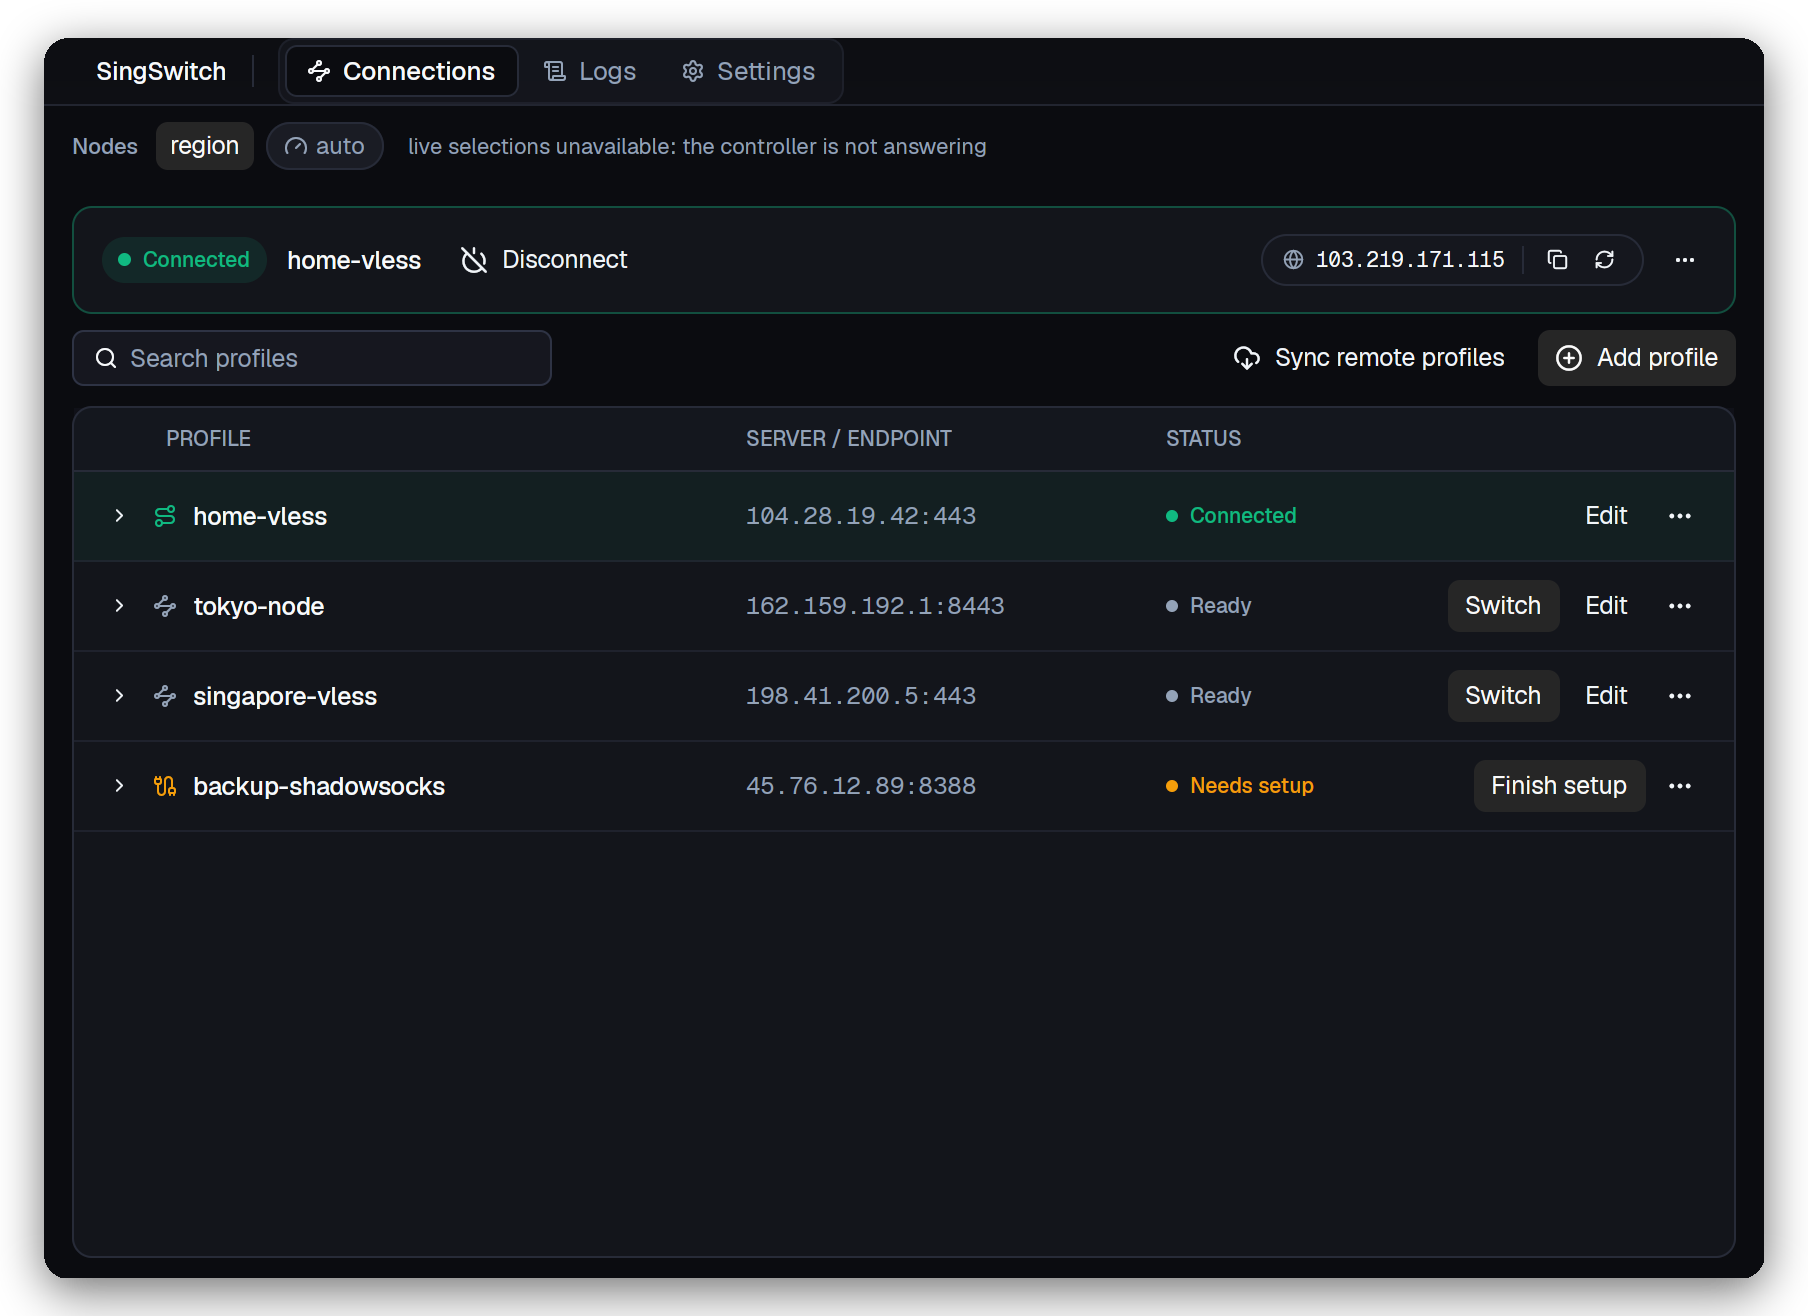 SingSwitch Connections Logs Settings
Nodes region auto live selections unavailable: the controller is not answering
Connected home-vless Disconnect 103.219.171.115
Search profiles Sync remote profiles Add profile
PROFILE SERVER / ENDPOINT STATUS
home-vless 104.28.19.42:443 Connected Edit
tokyo-node 162.159.192.1:8443 Ready Switch Edit
singapore-vless 198.41.200.5:443 Ready Switch Edit
backup-shadowsocks 45.76.12.89:8388 Needs setup Finish setup